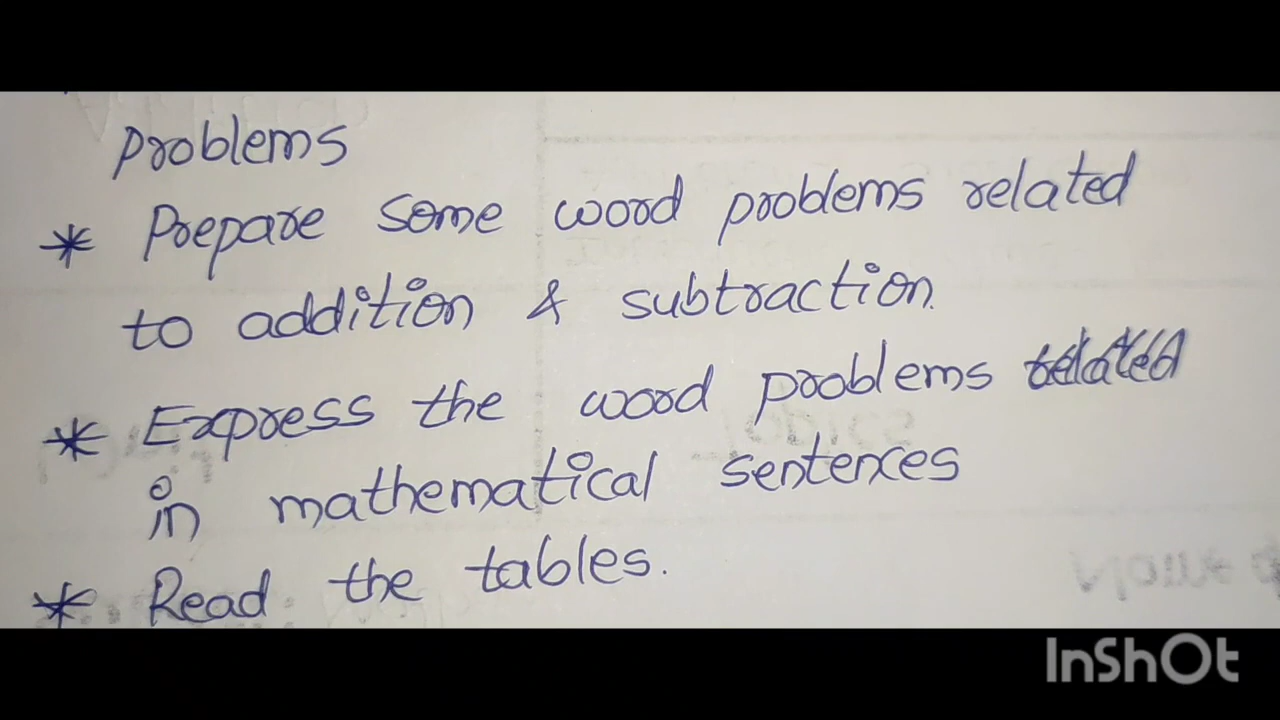 problems
* Prepare some word problems related
to addition & subtraction.
* Express the word problems related
in mathematical sentences
* Read the tables.
InShOt